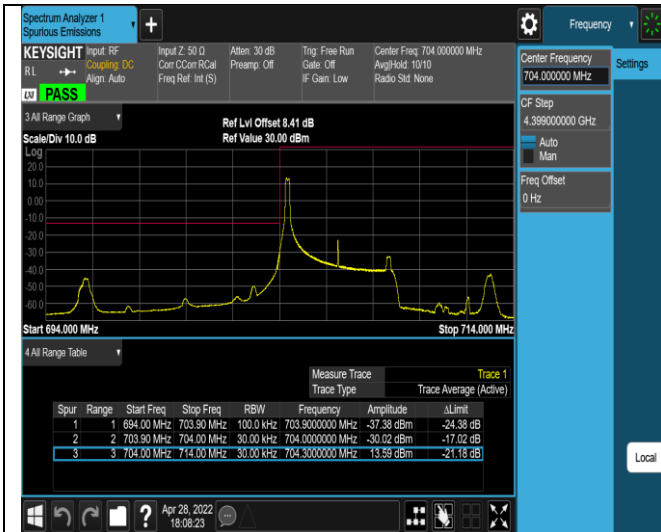 Spectrum Analyzer 1
Spurious Emissions
Frequency
KEYSIGHT
Input: RF
Coupling: DC
Align: Auto
Input Z: 50 Ω
Corr CCorr RCal
Freq Ref: Int (S)
Atten: 30 dB
Preamp: Off
Trig: Free Run
Gate: Off
IF Gain: Low
Center Freq: 704.000000 MHz
Avg|Hold: 10/10
Radio Std: None
RL
LXI
PASS
Center Frequency
704.000000 MHz
Settings
CF Step
4.399000000 GHz
Auto
Man
Freq Offset
0 Hz
3 All Range Graph
Ref Lvl Offset 8.41 dB
Scale/Div 10.0 dB
Ref Value 30.00 dBm
Log
20.0
10.0
0.00
-10.0
-20.0
-30.0
-40.0
-50.0
-60.0
Start 694.000 MHz
Stop 714.000 MHz
4 All Range Table
Measure Trace Trace 1
Trace Type Trace Average (Active)
Spur Range Start Freq Stop Freq RBW Frequency Amplitude ΔLimit
1 1 694.00 MHz 703.90 MHz 100.0 kHz 703.9000000 MHz -37.38 dBm -24.38 dB
2 2 703.90 MHz 704.00 MHz 30.00 kHz 704.0000000 MHz -30.02 dBm -17.02 dB
3 3 704.00 MHz 714.00 MHz 30.00 kHz 704.3000000 MHz 13.59 dBm -21.18 dB
Local
?
Apr 28, 2022
18:08:23